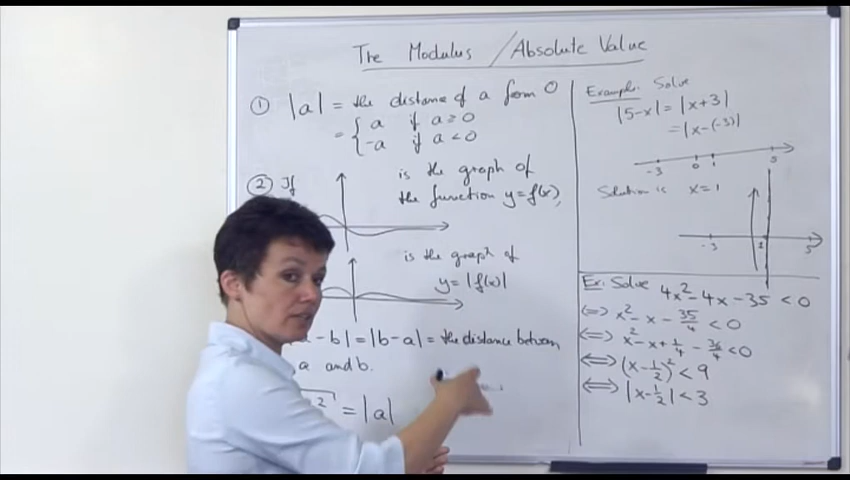 The Modulus / Absolute Value
① |a| = the distance of a form 0
= { a if a ≥ 0
-a if a < 0
② If
is the graph of
the function y=f(x),
is the graph of
y=|f(x)|
- b| = |b-a| = the distance between
a and b.
2 = |a|
Example: Solve
|5-x| = |x+3|
= |x-(-3)|
-3 0 1 5
Solution is x=1
-3 1 5
Ex: Solve 4x²-4x-35 < 0
⟺ x²-x-35/4 < 0
⟺ x²-x+1/4-36/4 < 0
⟺ (x-1/2)² < 9
⟺ |x-1/2| < 3